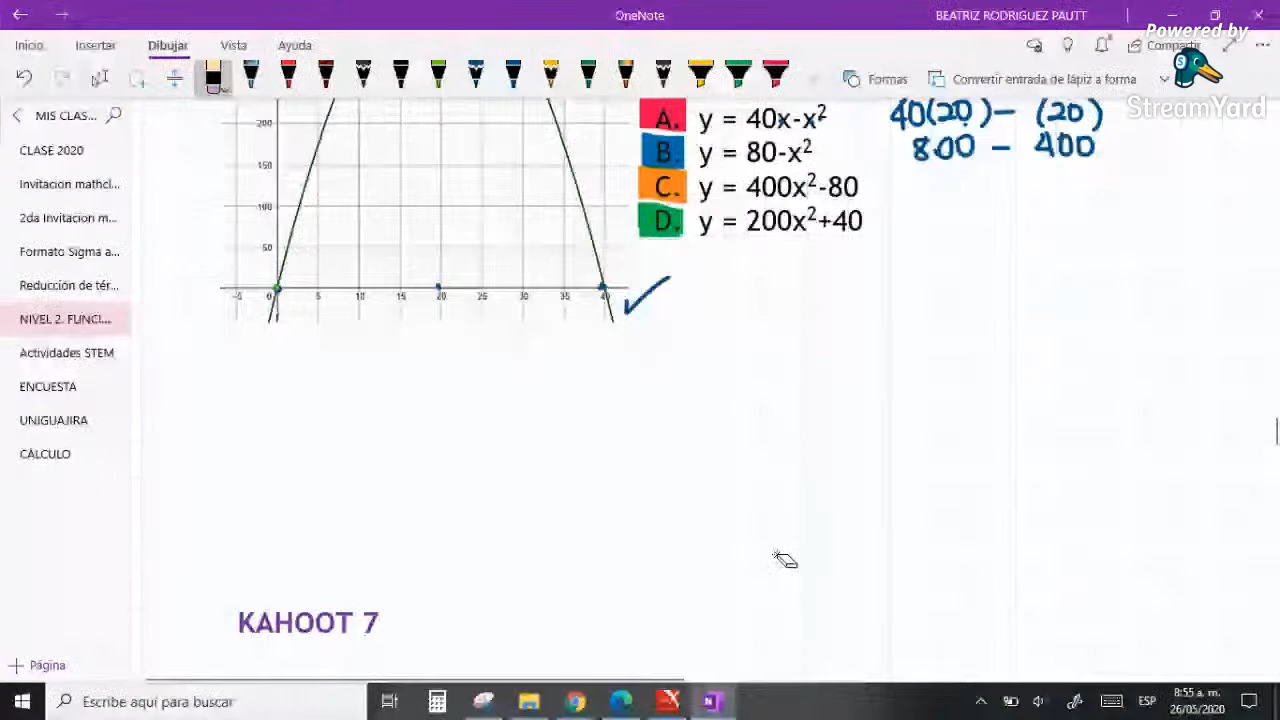 OneNote
BEATRIZ RODRIGUEZ PAUTT
Powered by
StreamYard
Inicio
Insertar
Dibujar
Vista
Ayuda
Compartir
Formas
Convertir entrada de lápiz a forma
MIS CLAS...
CLASE 2020
Invitacion mathcl...
2da Invitacion m...
Formato Sigma a...
Reducción de tér...
NIVEL 2. FUNCI...
Actividades STEM
ENCUESTA
UNIGUAJIRA
CÁLCULO
Página
200
150
100
50
-5 0 5 10 15 20 25 30 35 40
A. y = 40x-x²
B. y = 80-x²
C. y = 400x²-80
D. y = 200x²+40
40(20)- (20)
800 - 400
KAHOOT 7
Escribe aquí para buscar
ESP
8:55 a. m.
26/05/2020